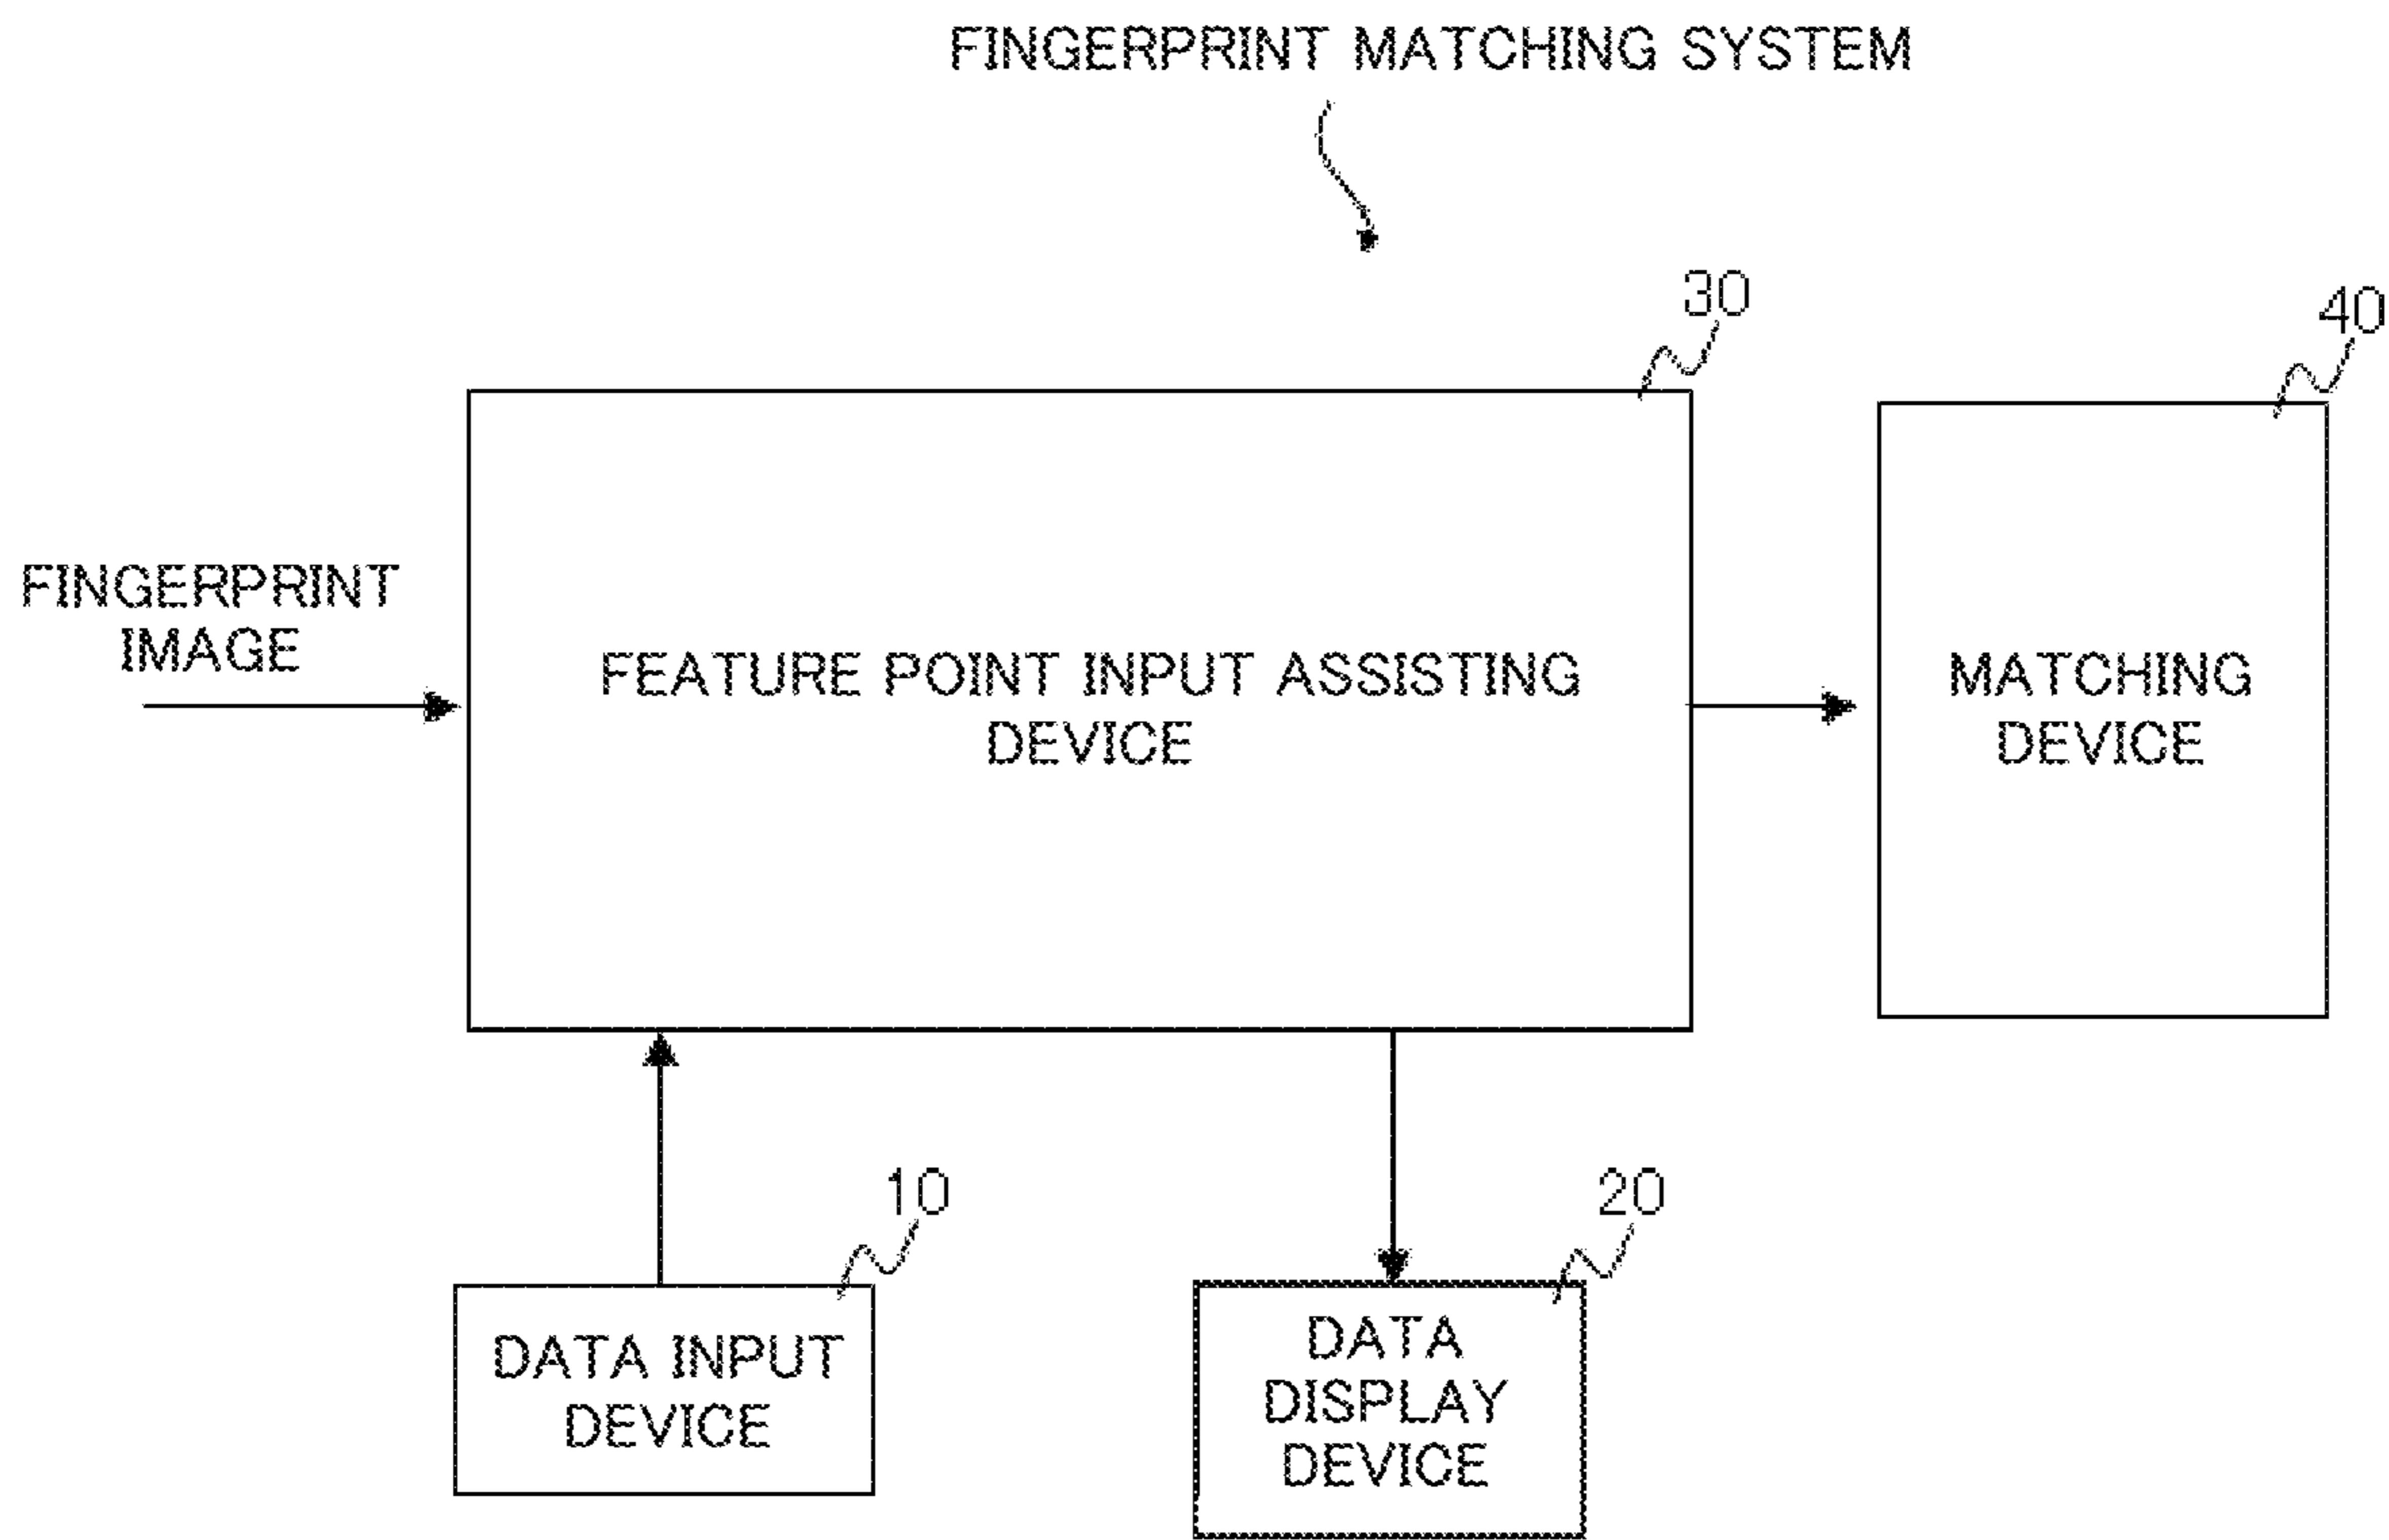 FINGERPRINT MATCHING SYSTEM
30
40
FINGERPRINT
IMAGE
FEATURE POINT INPUT ASSISTING
DEVICE
MATCHING
DEVICE
10
20
DATA INPUT
DEVICE
DATA
DISPLAY
DEVICE